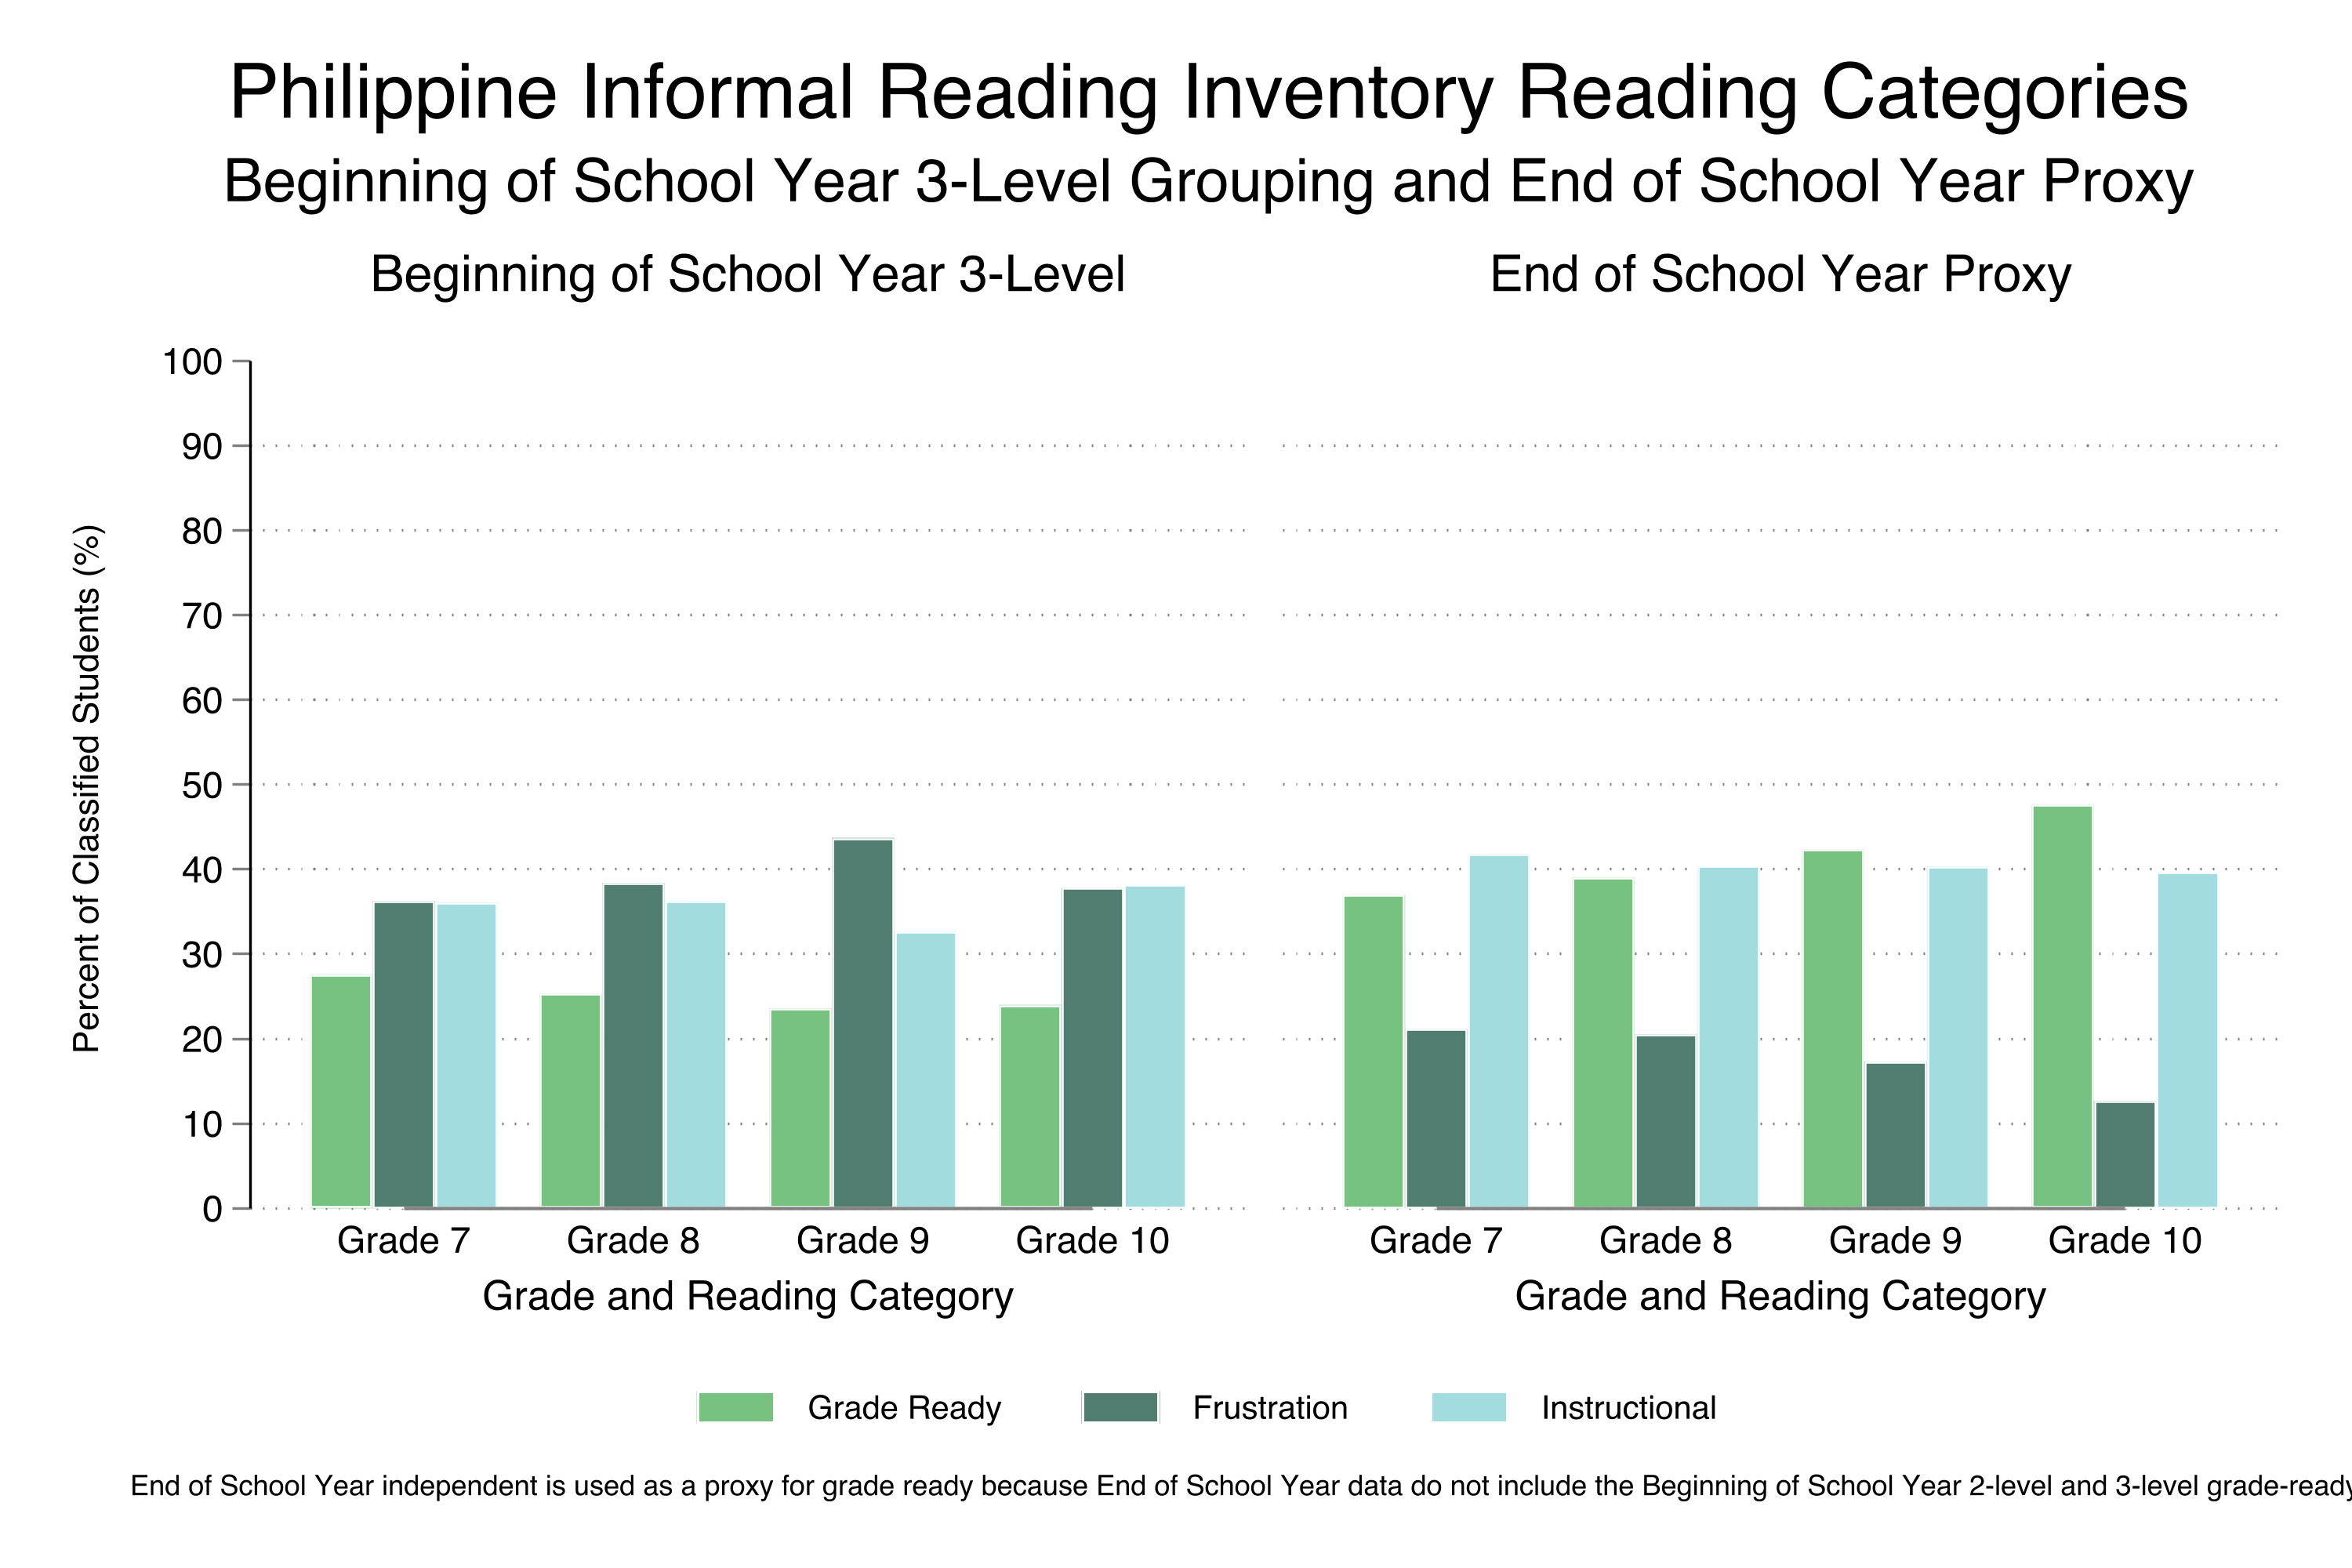 Philippine Informal Reading Inventory Reading Categories
Beginning of School Year 3-Level Grouping and End of School Year Proxy
Beginning of School Year 3-Level
End of School Year Proxy
Percent of Classified Students (%)
100
90
80
70
60
50
40
30
20
10
0
Grade 7 Grade 8 Grade 9 Grade 10
Grade and Reading Category
Grade 7 Grade 8 Grade 9 Grade 10
Grade and Reading Category
Grade Ready Frustration Instructional
End of School Year independent is used as a proxy for grade ready because End of School Year data do not include the Beginning of School Year 2-level and 3-level grade-ready